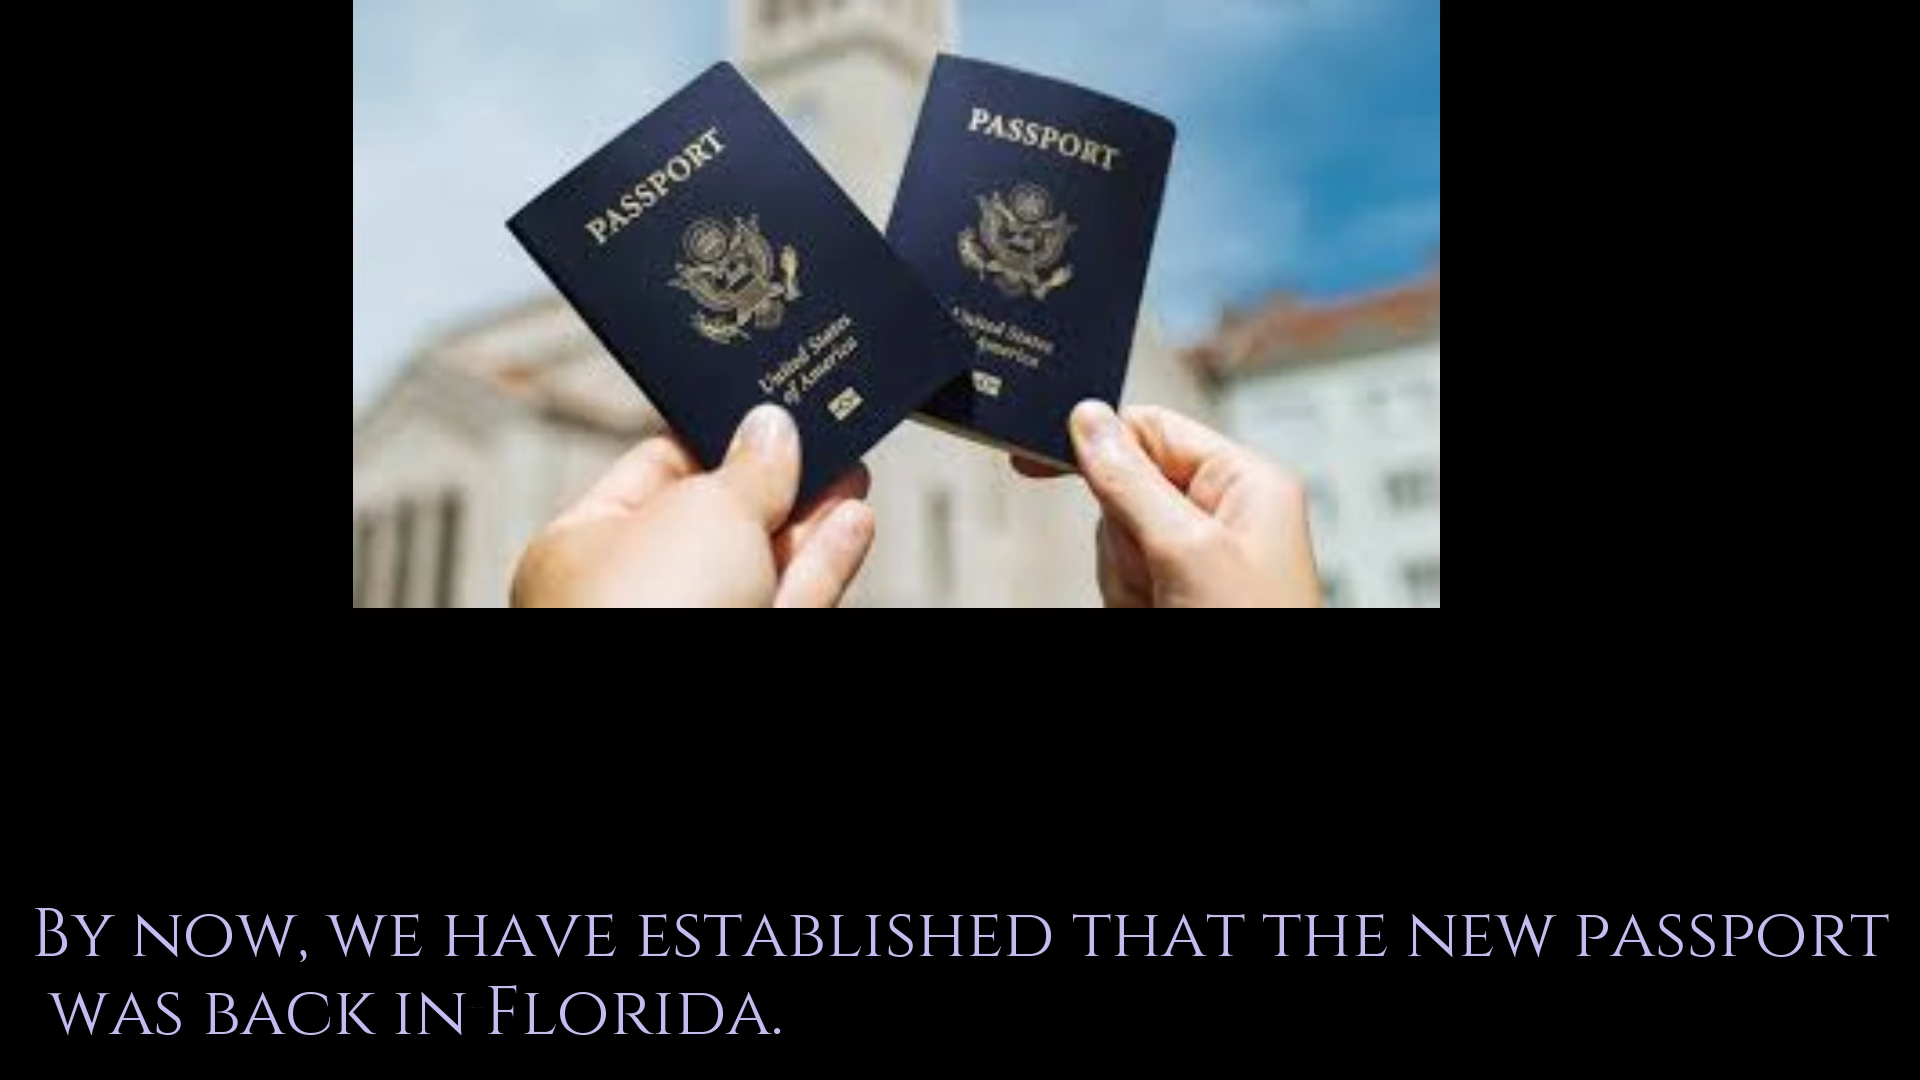 PASSPORT
United States
of America
PASSPORT
United States
America
By now, we have established that the new passport
was back in Florida.